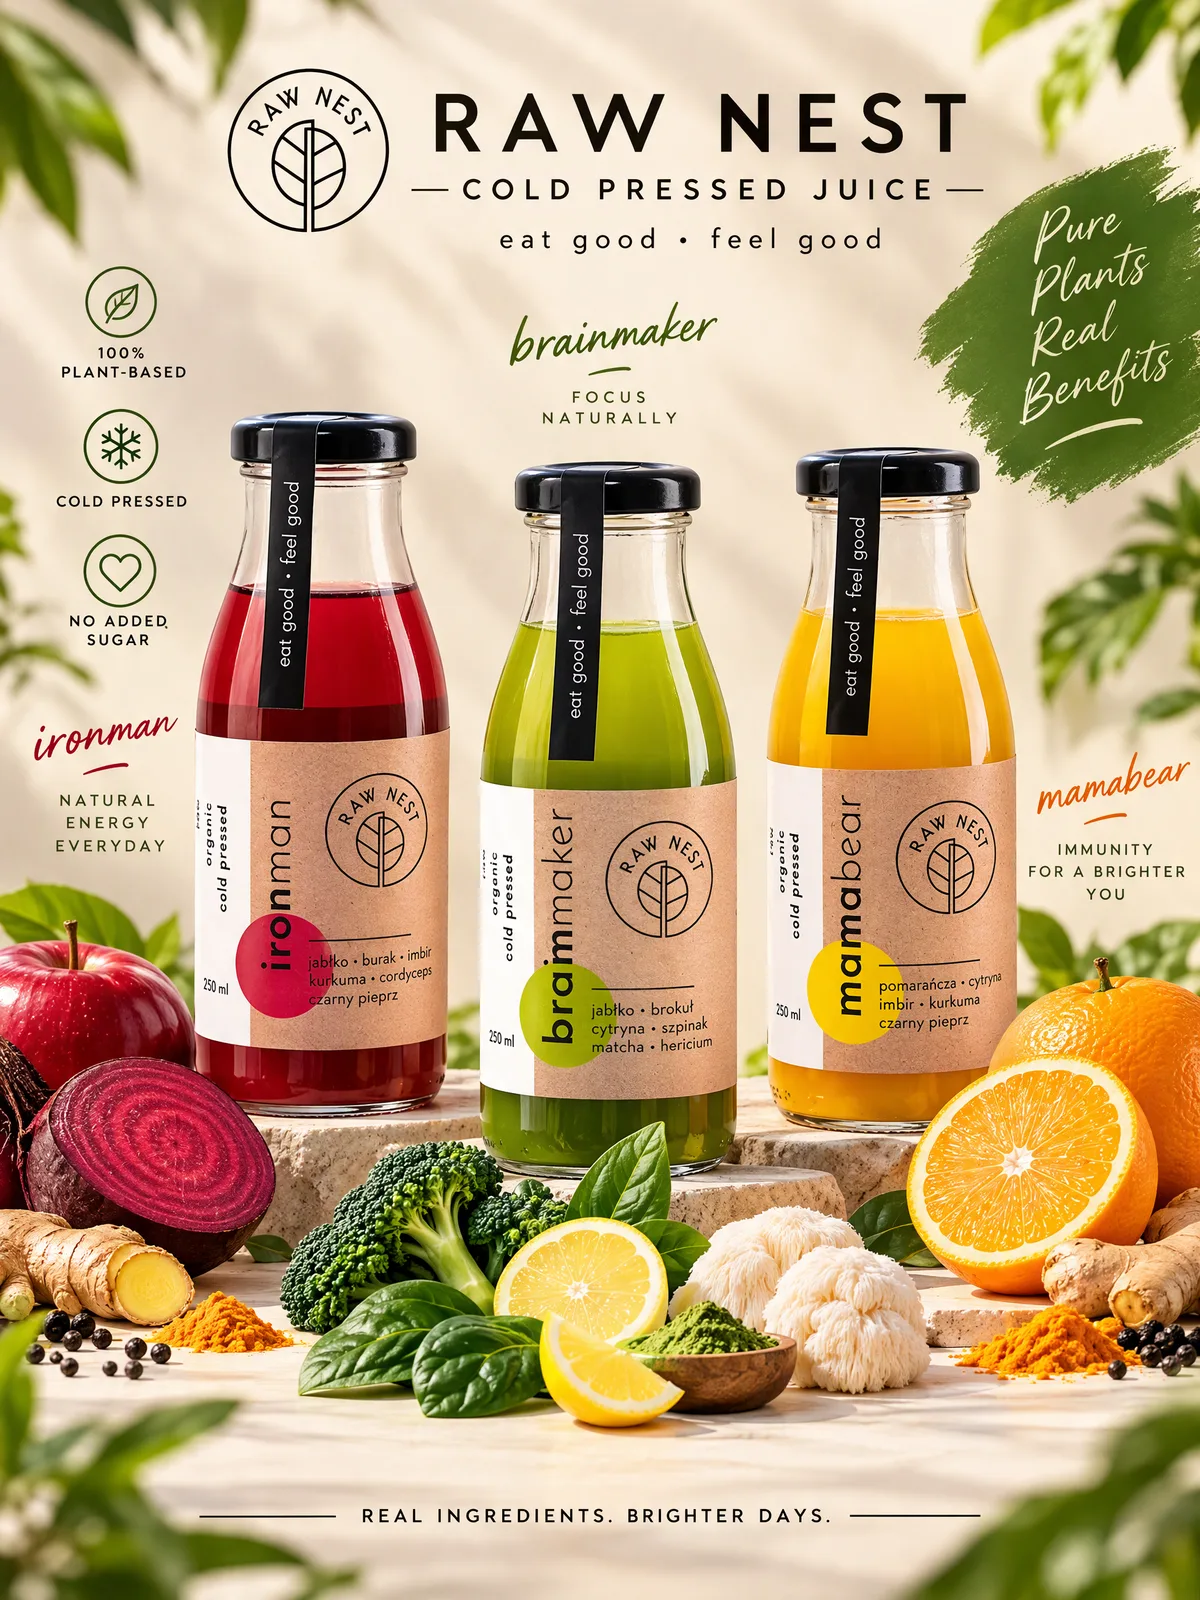 RAW NEST
RAW NEST
COLD PRESSED JUICE
eat good • feel good
Pure
Plants
Real
Benefits
100%
PLANT-BASED
COLD PRESSED
NO ADDED
SUGAR
brainmaker
FOCUS
NATURALLY
ironman
NATURAL
ENERGY
EVERYDAY
mamabear
IMMUNITY
FOR A BRIGHTER
YOU
eat good • feel good
organic
cold pressed
250 ml
ironman
RAW NEST
jabłko • burak • imbir
kurkuma • cordyceps
czarny pieprz
eat good • feel good
organic
cold pressed
250 ml
brainmaker
RAW NEST
jabłko • brokuł
cytryna • szpinak
matcha • hericium
eat good • feel good
organic
cold pressed
250 ml
mamabear
RAW NEST
pomarańcza • cytryna
imbir • kurkuma
czarny pieprz
REAL INGREDIENTS. BRIGHTER DAYS.